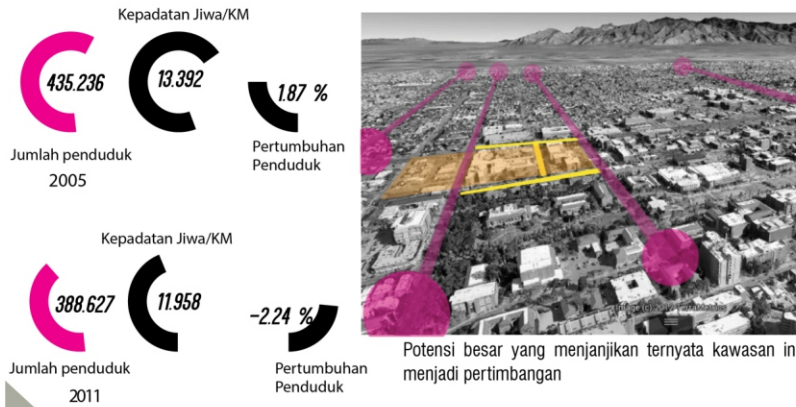 Kepadatan Jiwa/KM
435.236
13.392
1.87 %
Jumlah penduduk
2005
Pertumbuhan
Penduduk
Kepadatan Jiwa/KM
388.627
11.958
-2.24 %
Jumlah penduduk
2011
Pertumbuhan
Penduduk
Potensi besar yang menjanjikan ternyata kawasan in
menjadi pertimbangan